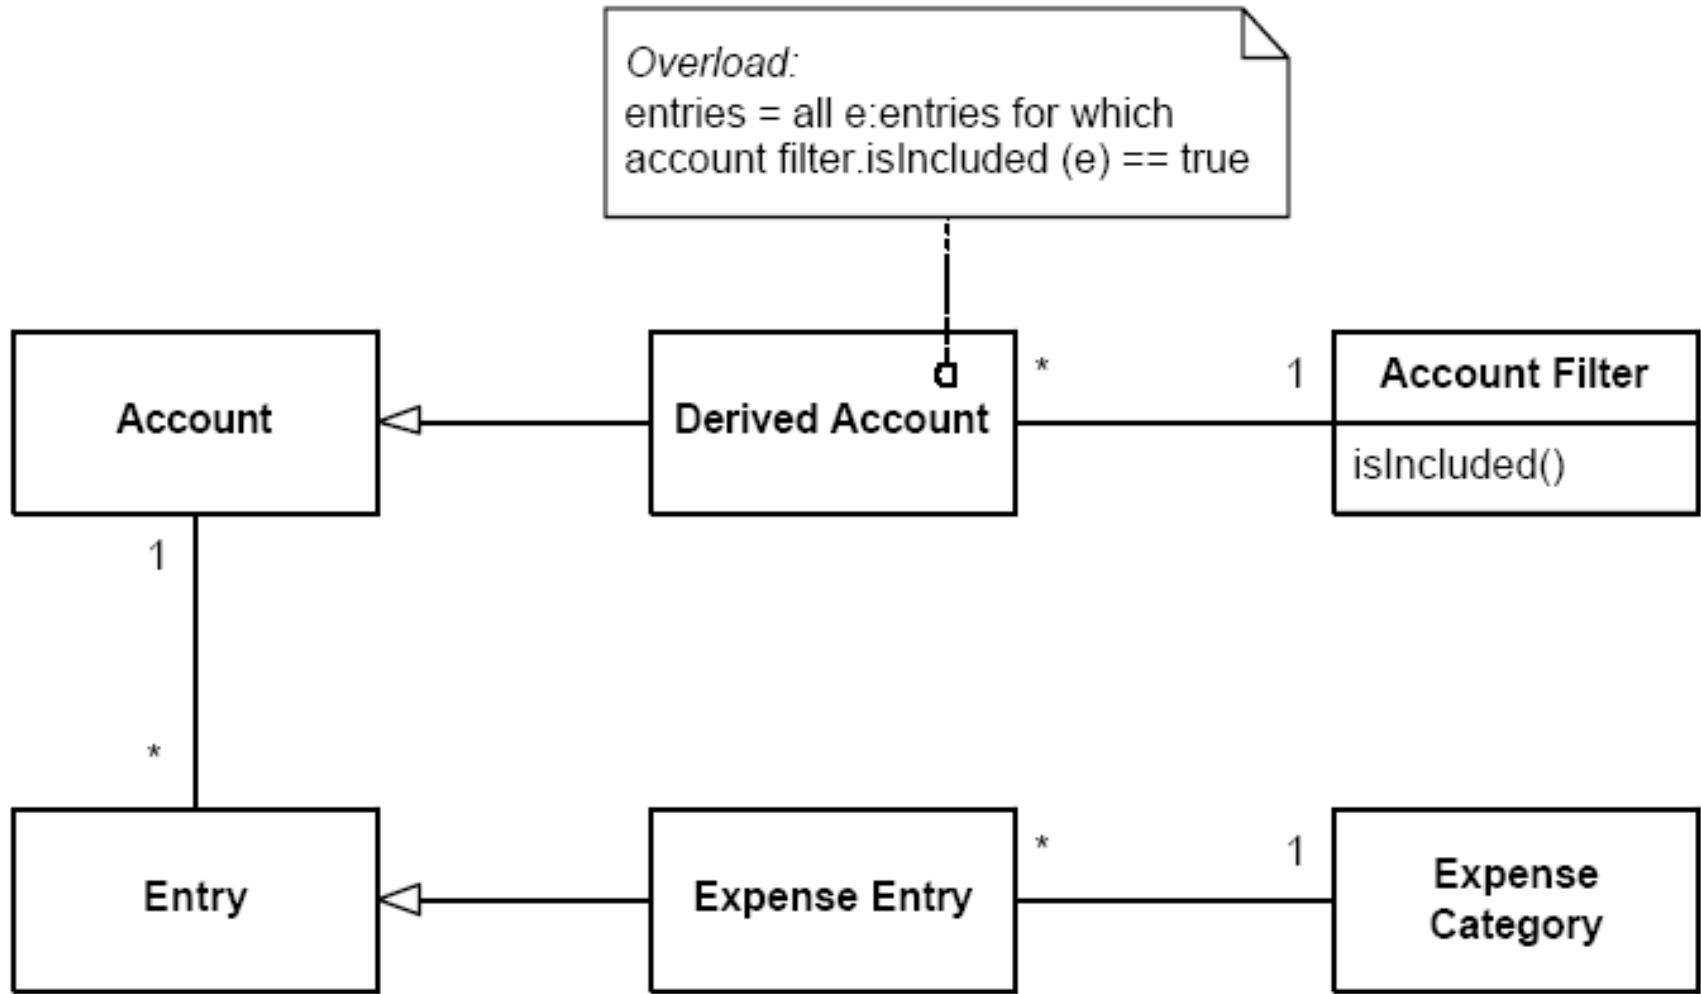 Overload:
entries = all e:entries for which
account filter.isIncluded (e) == true
Account
Derived Account
*
1
Account Filter
isIncluded()
1
*
Entry
Expense Entry
*
1
Expense
Category